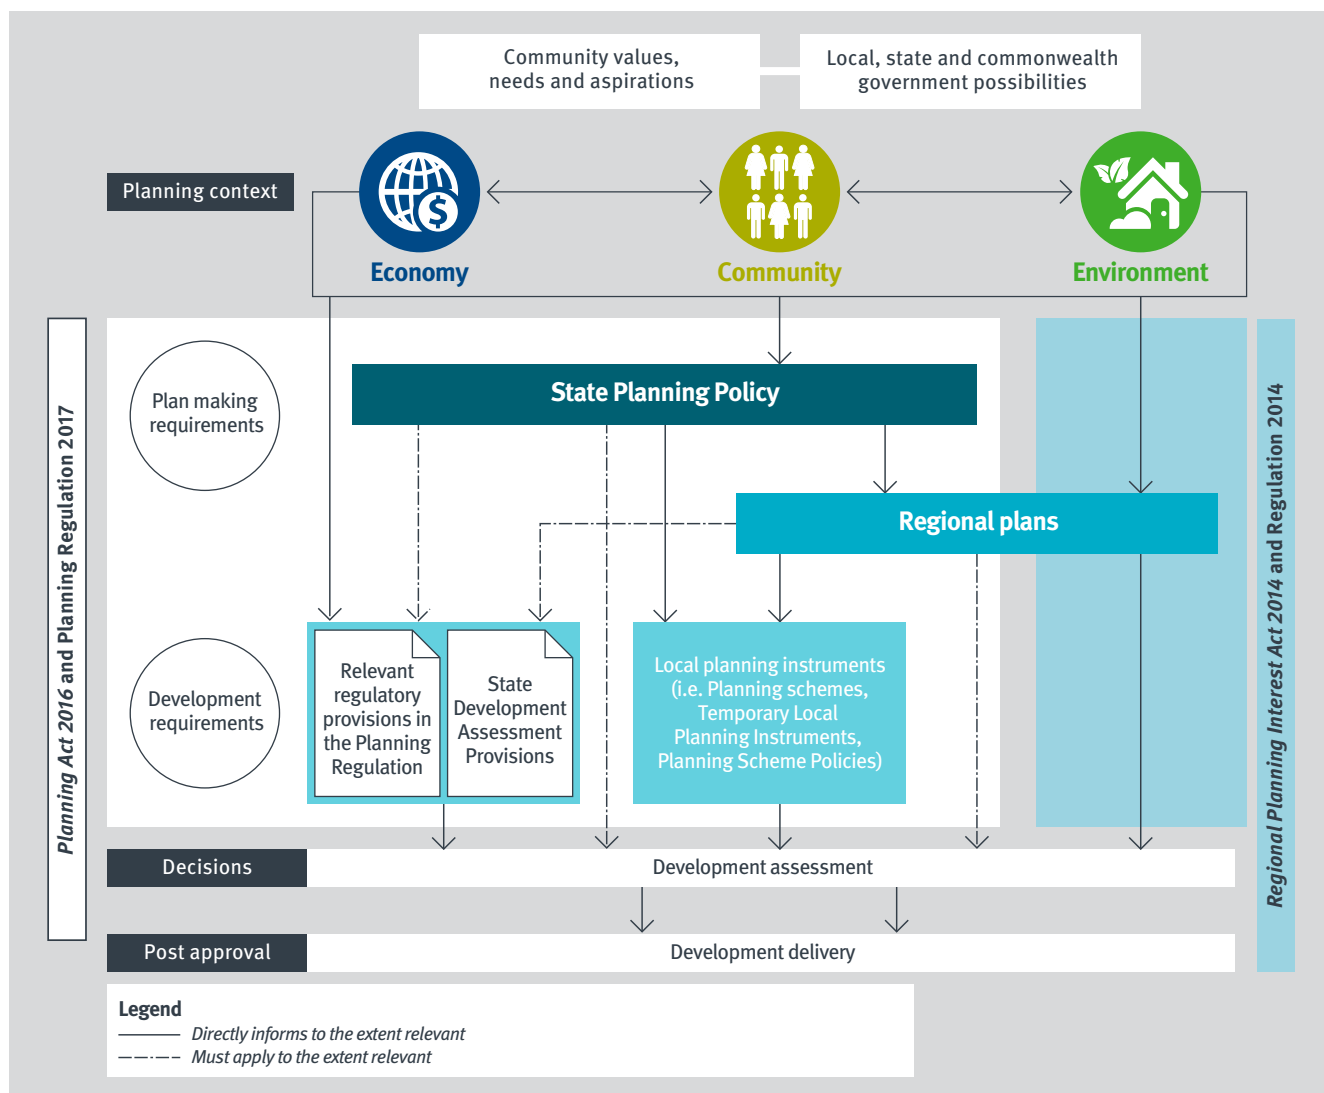 Community values,
needs and aspirations
Local, state and commonwealth
government possibilities
Planning context
$
Economy
Community
Environment
Planning Act 2016 and Planning Regulation 2017
Regional Planning Interest Act 2014 and Regulation 2014
Plan making
requirements
State Planning Policy
Regional plans
Development
requirements
Relevant
regulatory
provisions in
the Planning
Regulation
State
Development
Assessment
Provisions
Local planning instruments
(i.e. Planning schemes,
Temporary Local
Planning Instruments,
Planning Scheme Policies)
Decisions
Development assessment
Post approval
Development delivery
Legend
Directly informs to the extent relevant
Must apply to the extent relevant